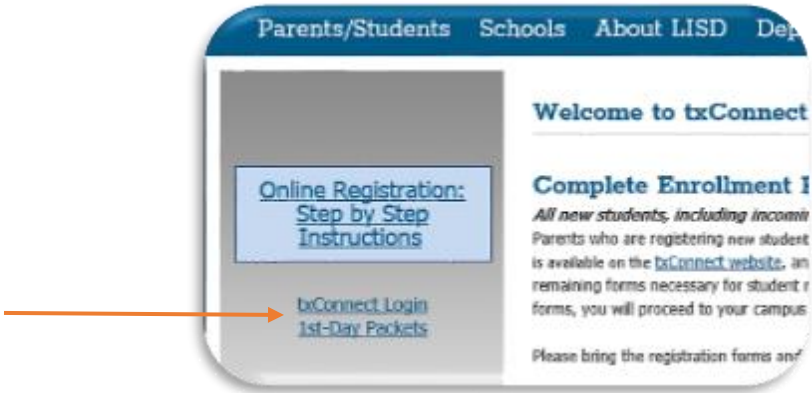 Parents/Students Schools About LISD Dep
Online Registration:
Step by Step
Instructions
txConnect Login
1st-Day Packets
Welcome to txConnect
Complete Enrollment
All new students, including incomin
Parents who are registering new student
is available on the txConnect website, an
remaining forms necessary for student r
forms, you will proceed to your campus
Please bring the registration forms and